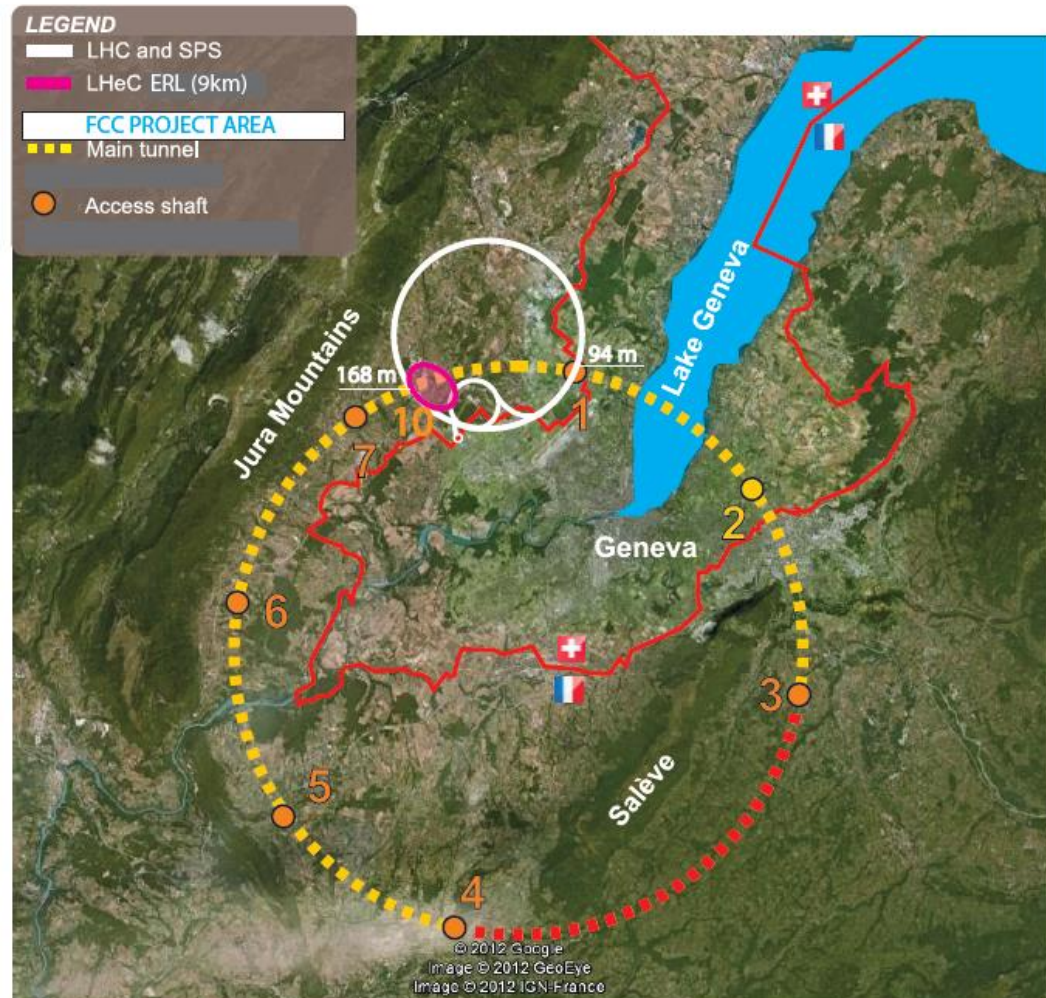 LEGEND
LHC and SPS
LHeC ERL (9km)
FCC PROJECT AREA
Main tunnel
Access shaft
Jura Mountains
Lake Geneva
168 m
94 m
10
1
7
2
Geneva
6
3
Salève
5
4
© 2012 Google
Image © 2012 GeoEye
Image © 2012 IGN-France